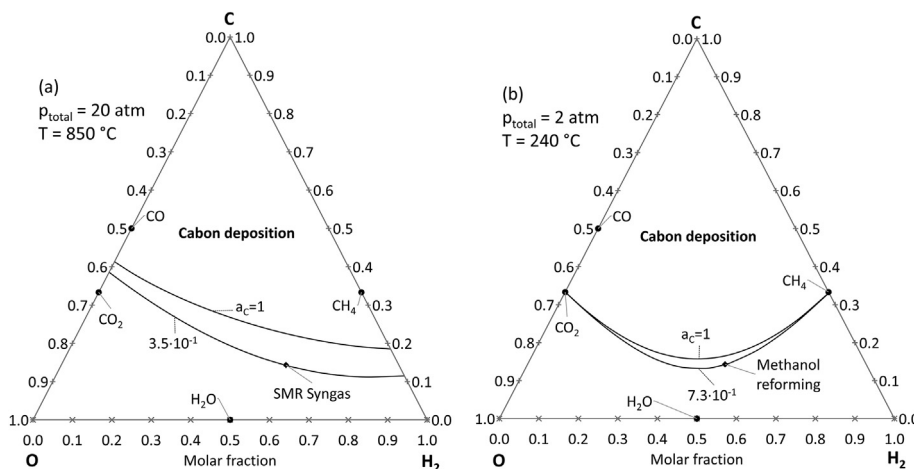 C
(a)
p_total = 20 atm
T = 850 °C
0.0 1.0
0.1 0.9
0.2 0.8
0.3 0.7
0.4 0.6
0.5 0.5
0.6 0.4
0.7 0.3
0.8 0.2
0.9 0.1
1.0 0.0
CO
Cabon deposition
a_C=1
CH₄
CO₂
3.5·10⁻¹
SMR Syngas
H₂O
0.0 0.1 0.2 0.3 0.4 0.5 0.6 0.7 0.8 0.9 1.0
O Molar fraction H₂
C
(b)
p_total = 2 atm
T = 240 °C
0.0 1.0
0.1 0.9
0.2 0.8
0.3 0.7
0.4 0.6
0.5 0.5
0.6 0.4
0.7 0.3
0.8 0.2
0.9 0.1
1.0 0.0
CO
Cabon deposition
CH₄
CO₂
a_C=1
Methanol
reforming
7.3·10⁻¹
H₂O
0.0 0.1 0.2 0.3 0.4 0.5 0.6 0.7 0.8 0.9 1.0
O Molar fraction H₂